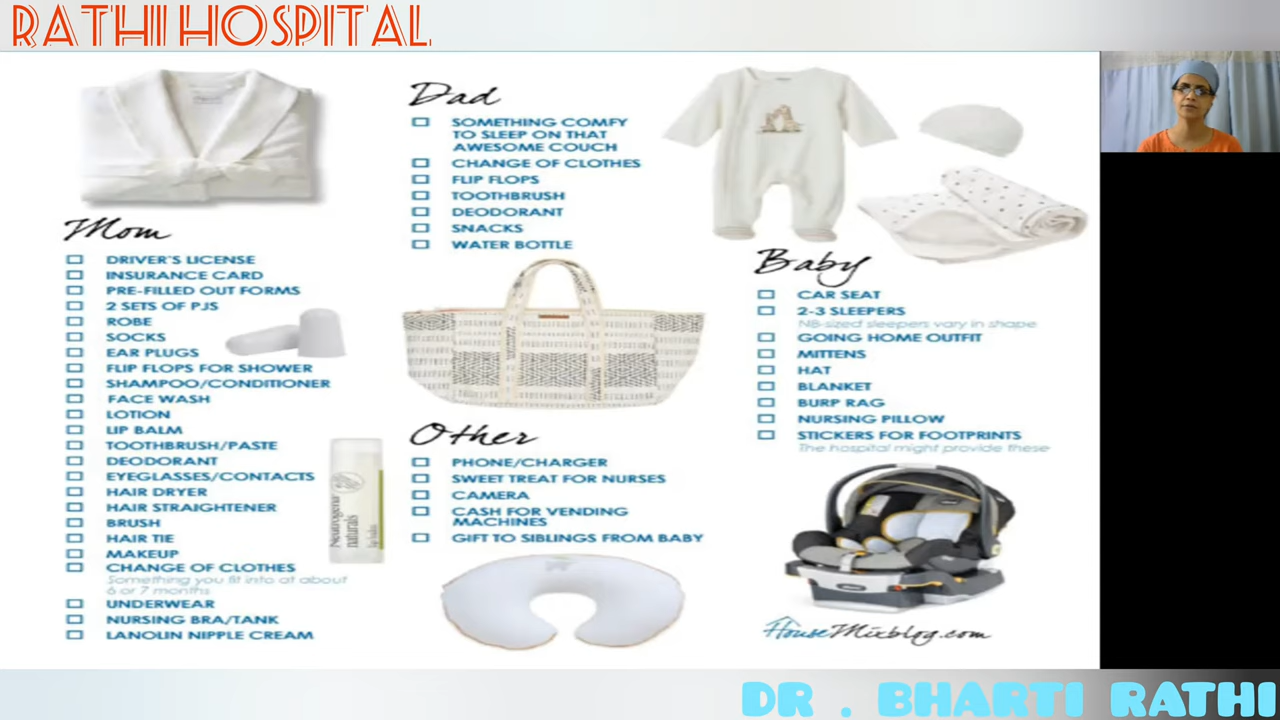 RATHI HOSPITAL
Mom
DRIVER'S LICENSE
INSURANCE CARD
PRE-FILLED OUT FORMS
2 SETS OF PJS
ROBE
SOCKS
EAR PLUGS
FLIP FLOPS FOR SHOWER
SHAMPOO/CONDITIONER
FACE WASH
LOTION
LIP BALM
TOOTHBRUSH/PASTE
DEODORANT
EYEGLASSES/CONTACTS
HAIR DRYER
HAIR STRAIGHTENER
BRUSH
HAIR TIE
MAKEUP
CHANGE OF CLOTHES
Something you fit into at about
6 or 7 months
UNDERWEAR
NURSING BRA/TANK
LANOLIN NIPPLE CREAM
Neutrogena
naturals
lip balm
Dad
SOMETHING COMFY
TO SLEEP ON THAT
AWESOME COUCH
CHANGE OF CLOTHES
FLIP FLOPS
TOOTHBRUSH
DEODORANT
SNACKS
WATER BOTTLE
Other
PHONE/CHARGER
SWEET TREAT FOR NURSES
CAMERA
CASH FOR VENDING
MACHINES
GIFT TO SIBLINGS FROM BABY
Baby
CAR SEAT
2-3 SLEEPERS
NB-sized sleepers vary in shape
GOING HOME OUTFIT
MITTENS
HAT
BLANKET
BURP RAG
NURSING PILLOW
STICKERS FOR FOOTPRINTS
The hospital might provide these
HouseMixblog.com
DR . BHARTI RATHI